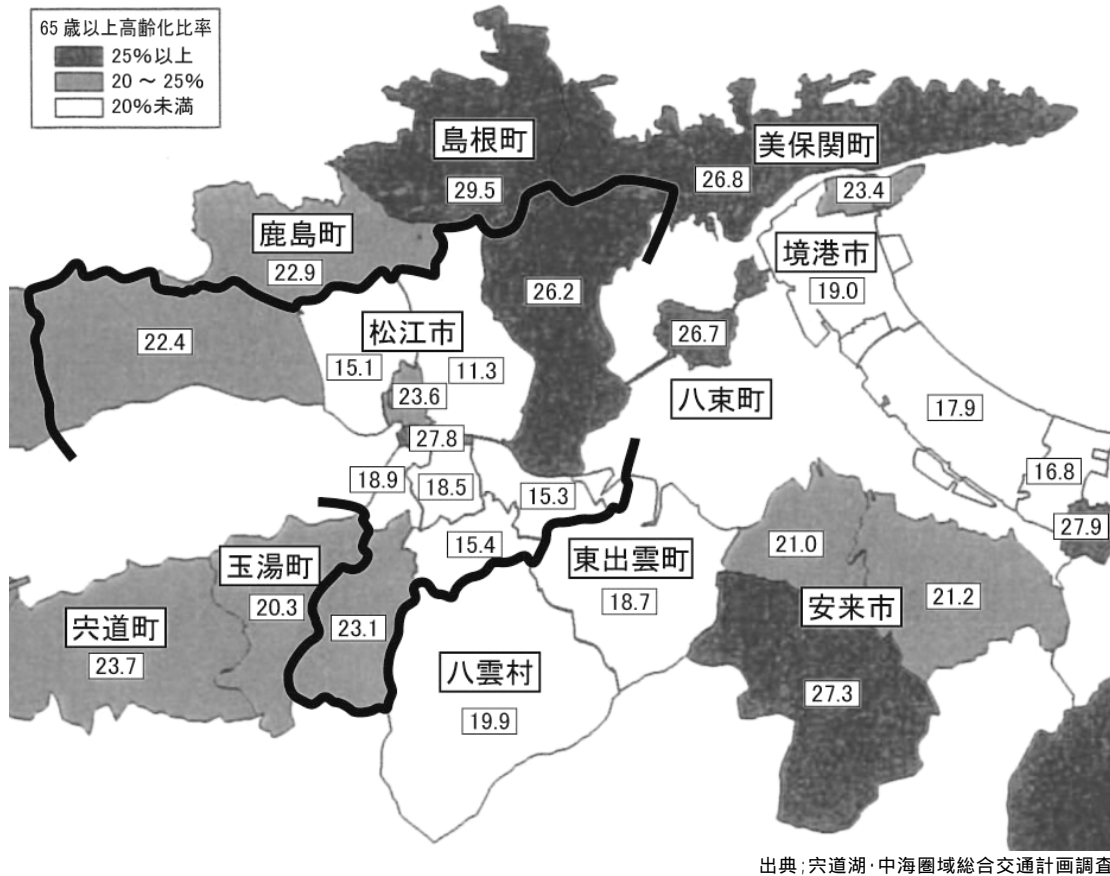 65歳以上高齢化比率
25%以上
20～25%
20%未満
島根町
29.5
美保関町
26.8
23.4
鹿島町
22.9
境港市
19.0
26.2
22.4
松江市
15.1
11.3
26.7
23.6
八束町
17.9
27.8
16.8
18.9
18.5
15.3
27.9
15.4
21.0
玉湯町
20.3
東出雲町
18.7
21.2
安来市
宍道町
23.7
23.1
八雲村
19.9
27.3
出典;宍道湖･中海圏域総合交通計画調査